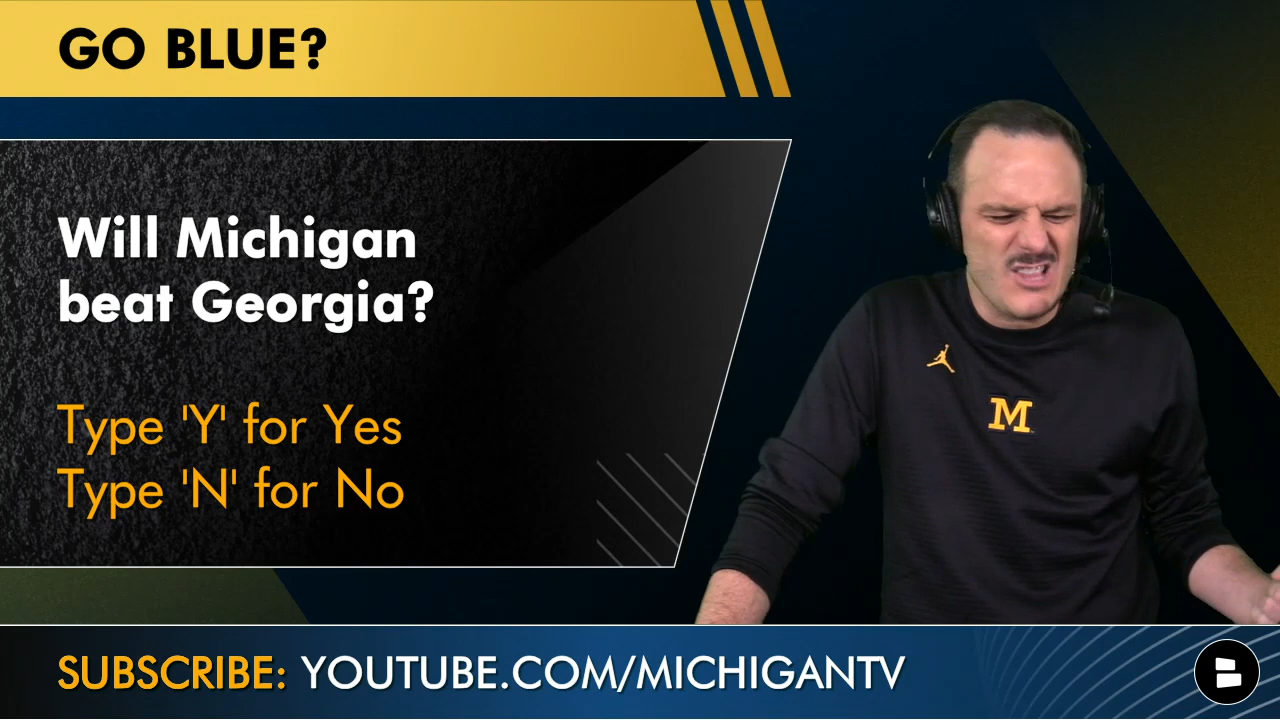 GO BLUE?
Will Michigan
beat Georgia?
Type 'Y' for Yes
Type 'N' for No
M
SUBSCRIBE: YOUTUBE.COM/MICHIGANTV